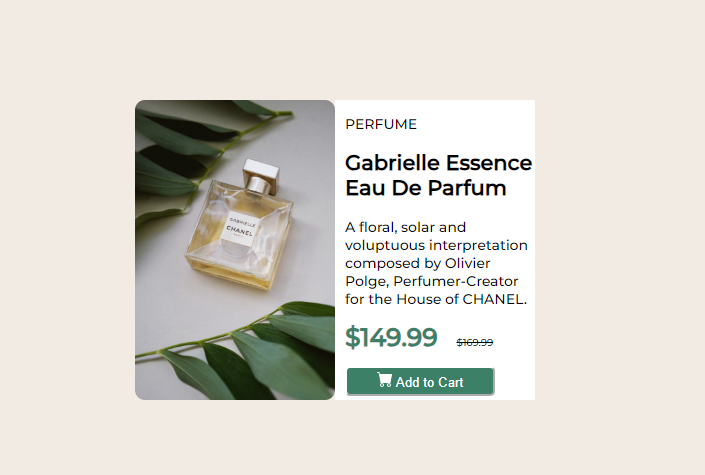 GABRIELLE
CHANEL
PERFUME
Gabrielle Essence
Eau De Parfum
A floral, solar and
voluptuous interpretation
composed by Olivier
Polge, Perfumer-Creator
for the House of CHANEL.
$149.99 $169.99
Add to Cart